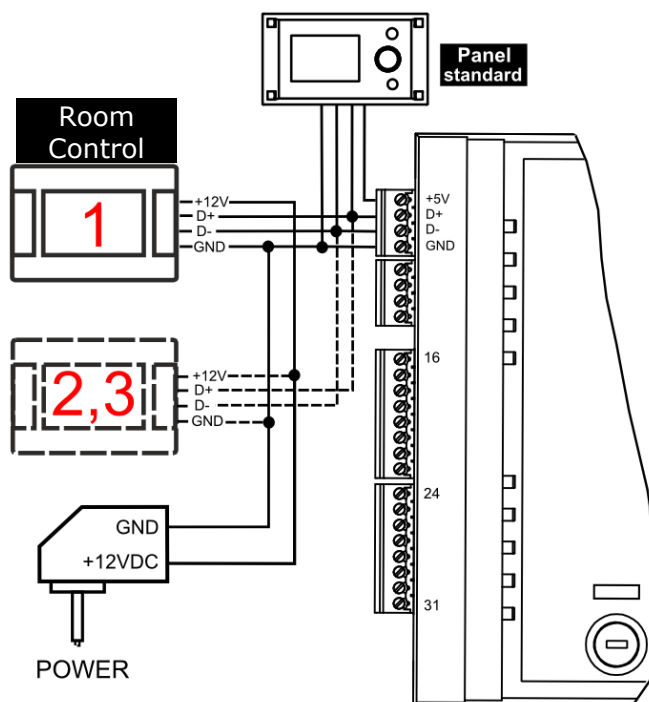 Panel
standard
Room
Control
1
+12V
D+
D-
GND
+5V
D+
D-
GND
16
2,3
+12V
D+
D-
GND
24
GND
+12VDC
31
POWER